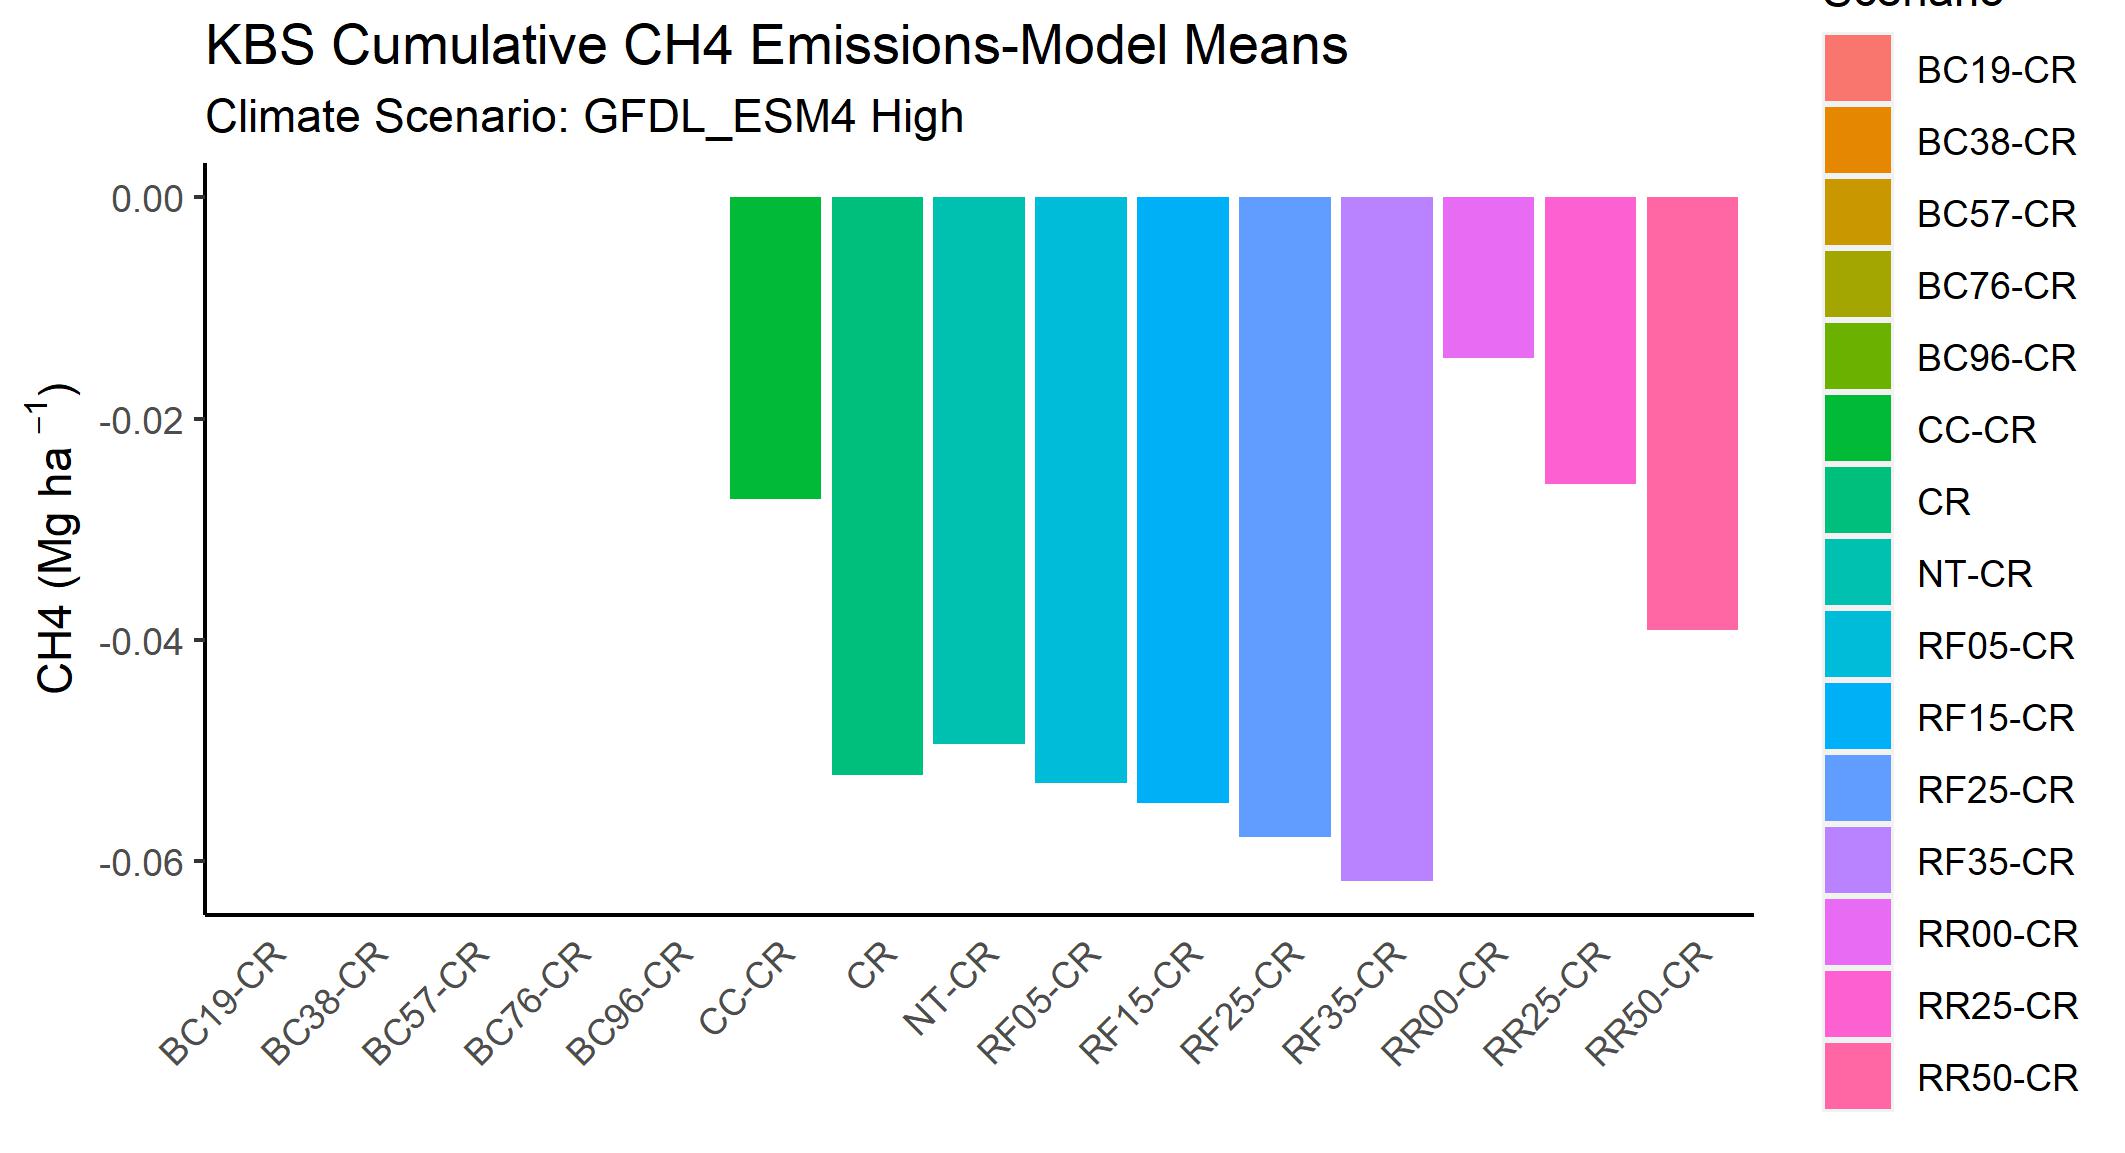 KBS Cumulative CH4 Emissions-Model Means
Climate Scenario: GFDL_ESM4 High
CH4 (Mg ha −1)
0.00
-0.02
-0.04
-0.06
BC19-CR
BC38-CR
BC57-CR
BC76-CR
BC96-CR
CC-CR
CR
NT-CR
RF05-CR
RF15-CR
RF25-CR
RF35-CR
RR00-CR
RR25-CR
RR50-CR
Scenario
BC19-CR
BC38-CR
BC57-CR
BC76-CR
BC96-CR
CC-CR
CR
NT-CR
RF05-CR
RF15-CR
RF25-CR
RF35-CR
RR00-CR
RR25-CR
RR50-CR